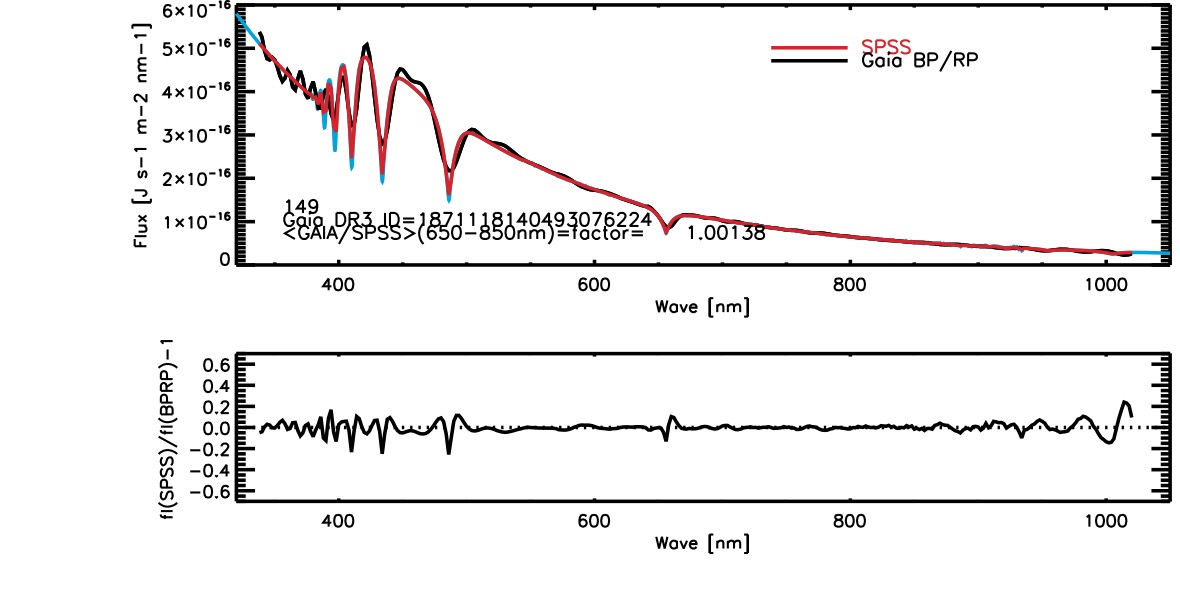 6×10⁻¹⁶
5×10⁻¹⁶
4×10⁻¹⁶
3×10⁻¹⁶
2×10⁻¹⁶
1×10⁻¹⁶
0
Flux [J s−1 m−2 nm−1]
SPSS
Gaia BP/RP
149
Gaia DR3 ID=1871118140493076224
<GAIA/SPSS>(650−850nm)=factor= 1.00138
400 600 800 1000
Wave [nm]
fl(SPSS)/fl(BPRP)−1
0.6
0.4
0.2
0.0
−0.2
−0.4
−0.6
400 600 800 1000
Wave [nm]